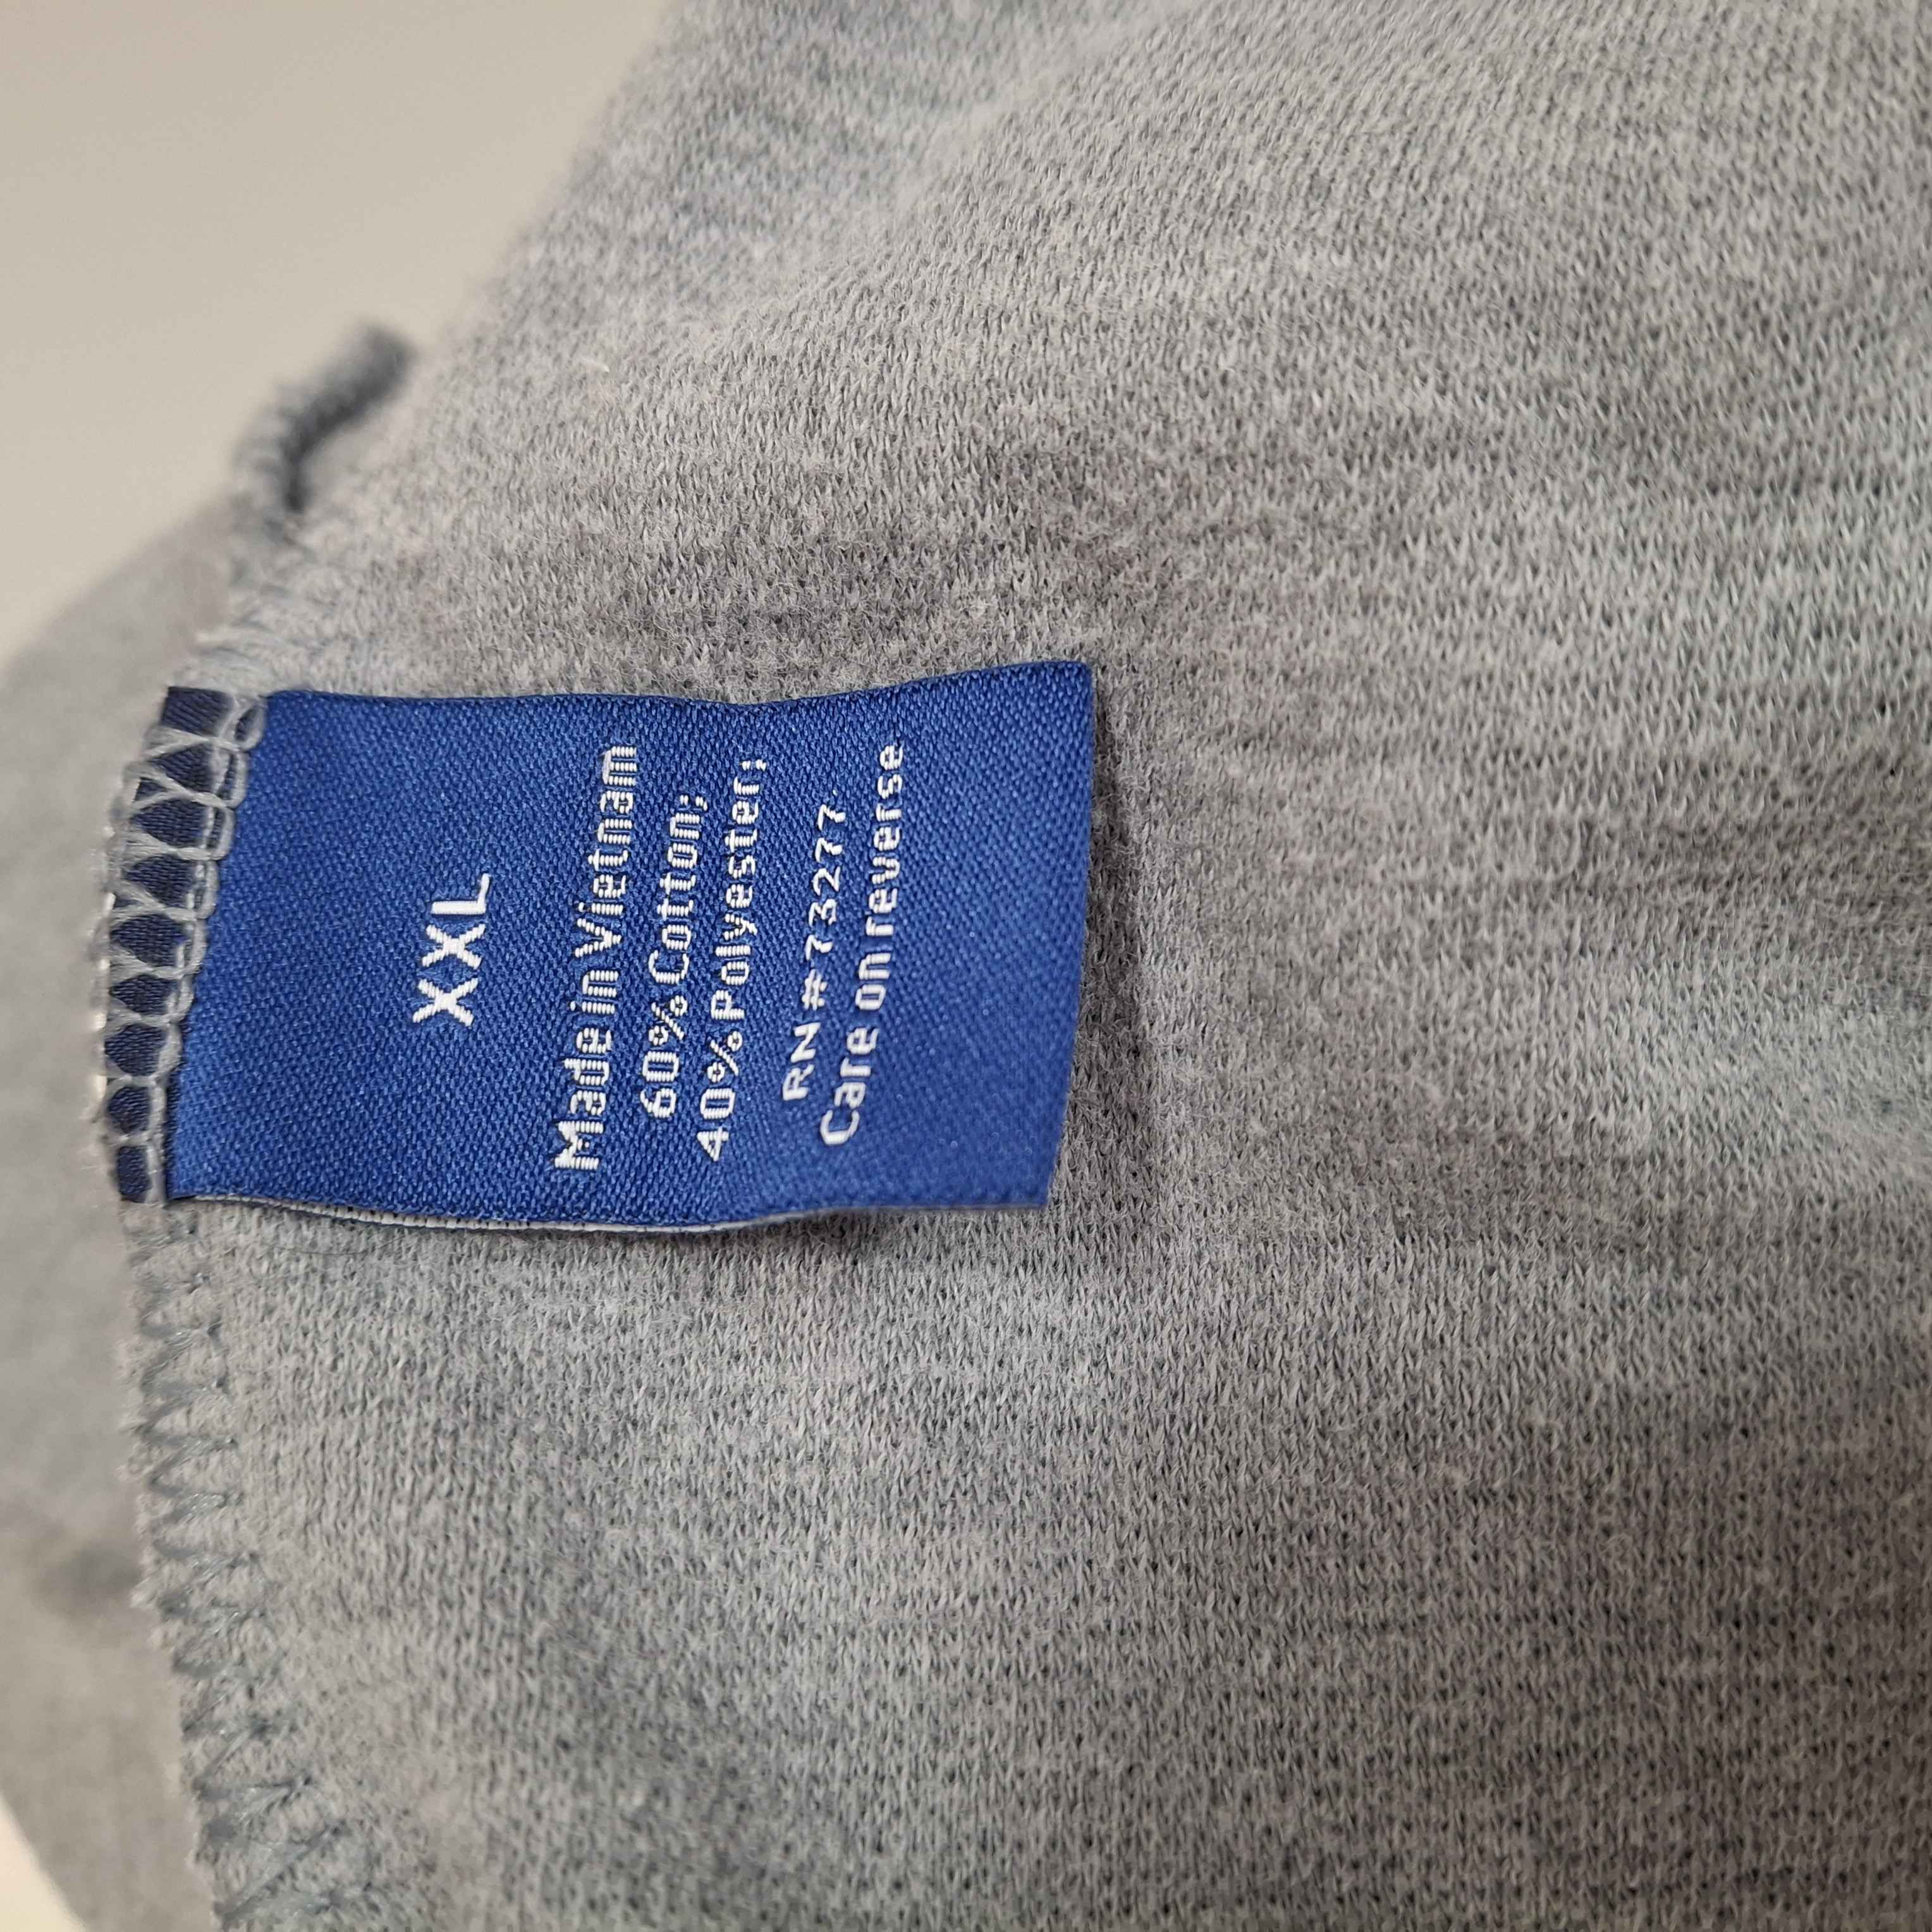 XXL
Made in Vietnam
60% Cotton;
40% Polyester;
RN #73277
Care on reverse